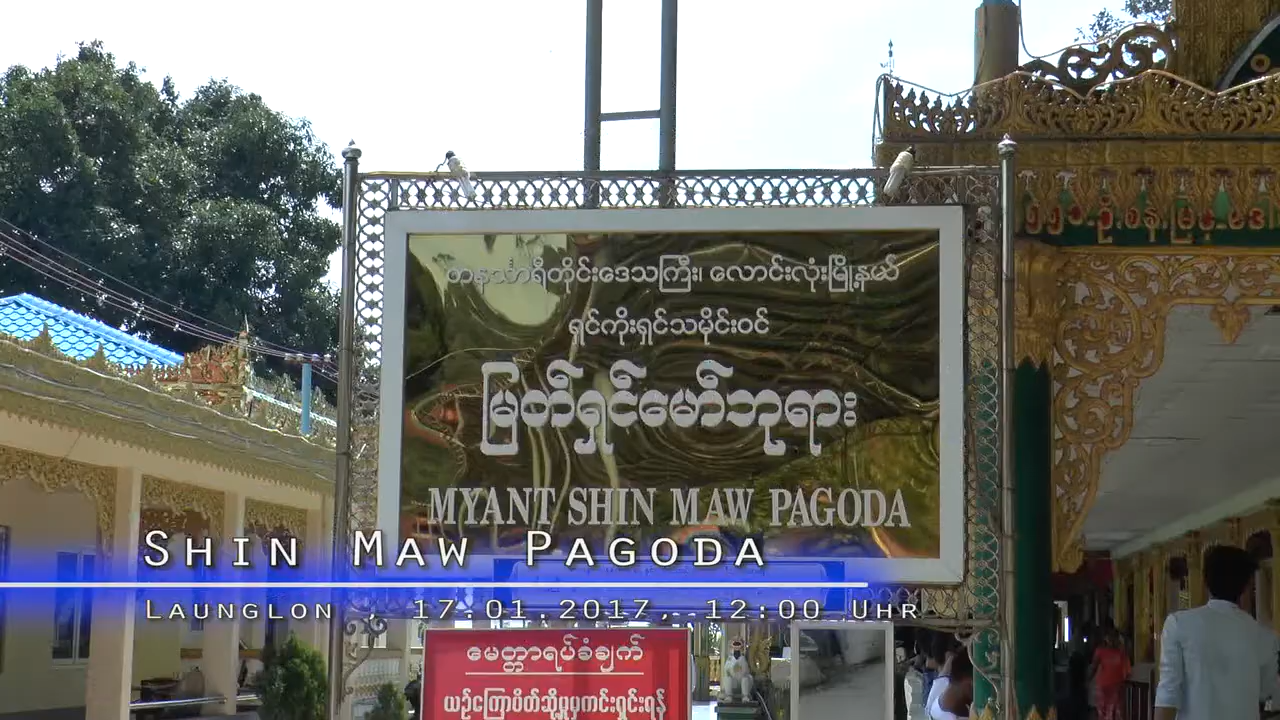 တနင်္သာရီတိုင်းဒေသကြီး၊ လောင်းလုံးမြို့နယ်
ရှင်ကိုးရှင်သမိုင်းဝင်
မြတ်ရှင်မော်ဘုရား
MYANT SHIN MAW PAGODA
Shin Maw Pagoda
Launglon , 17.01.2017, 12:00 Uhr
မေတ္တာရပ်ခံချက်